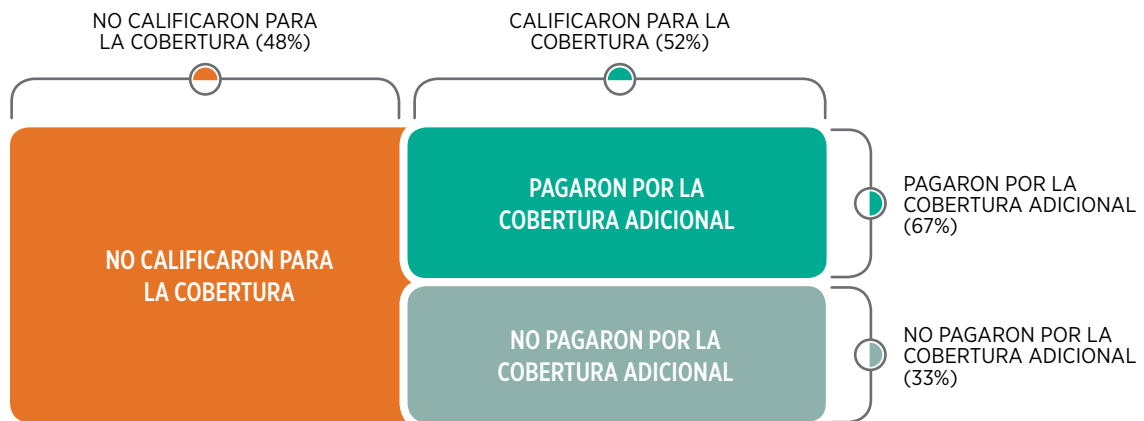 NO CALIFICARON PARA
LA COBERTURA (48%)
CALIFICARON PARA LA
COBERTURA (52%)
NO CALIFICARON PARA
LA COBERTURA
PAGARON POR LA
COBERTURA ADICIONAL
PAGARON POR LA
COBERTURA ADICIONAL
(67%)
NO PAGARON POR LA
COBERTURA ADICIONAL
NO PAGARON POR LA
COBERTURA ADICIONAL
(33%)